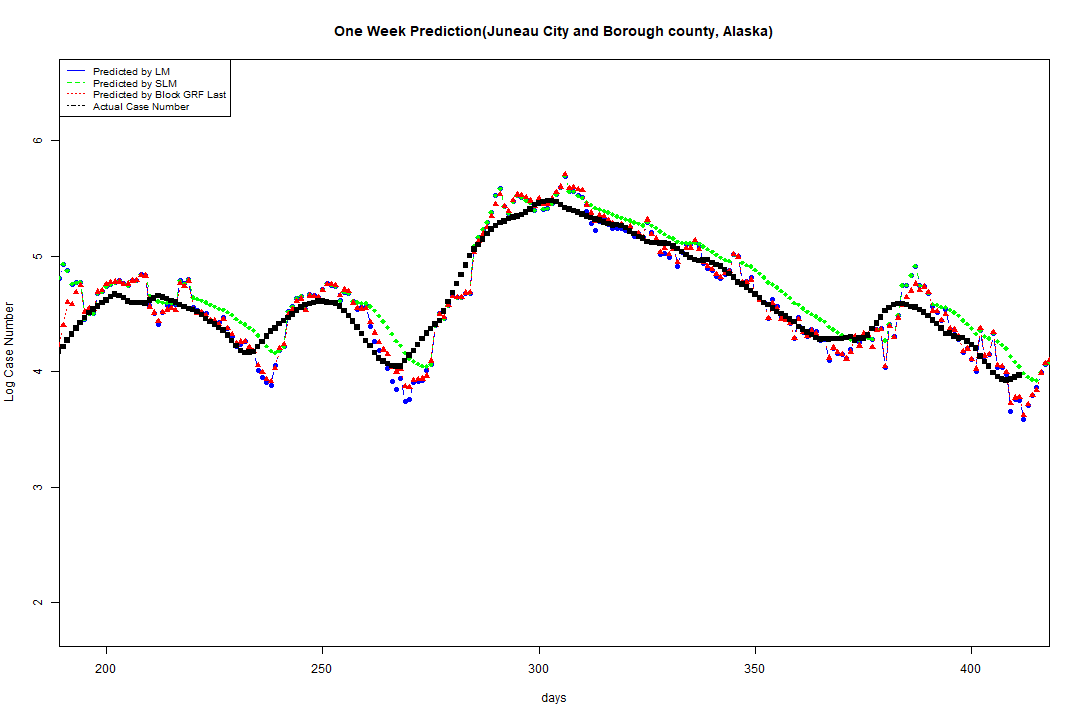 One Week Prediction(Juneau City and Borough county, Alaska)
Predicted by LM
Predicted by SLM
Predicted by Block GRF Last
Actual Case Number
6
5
4
3
2
Log Case Number
200 250 300 350 400
days